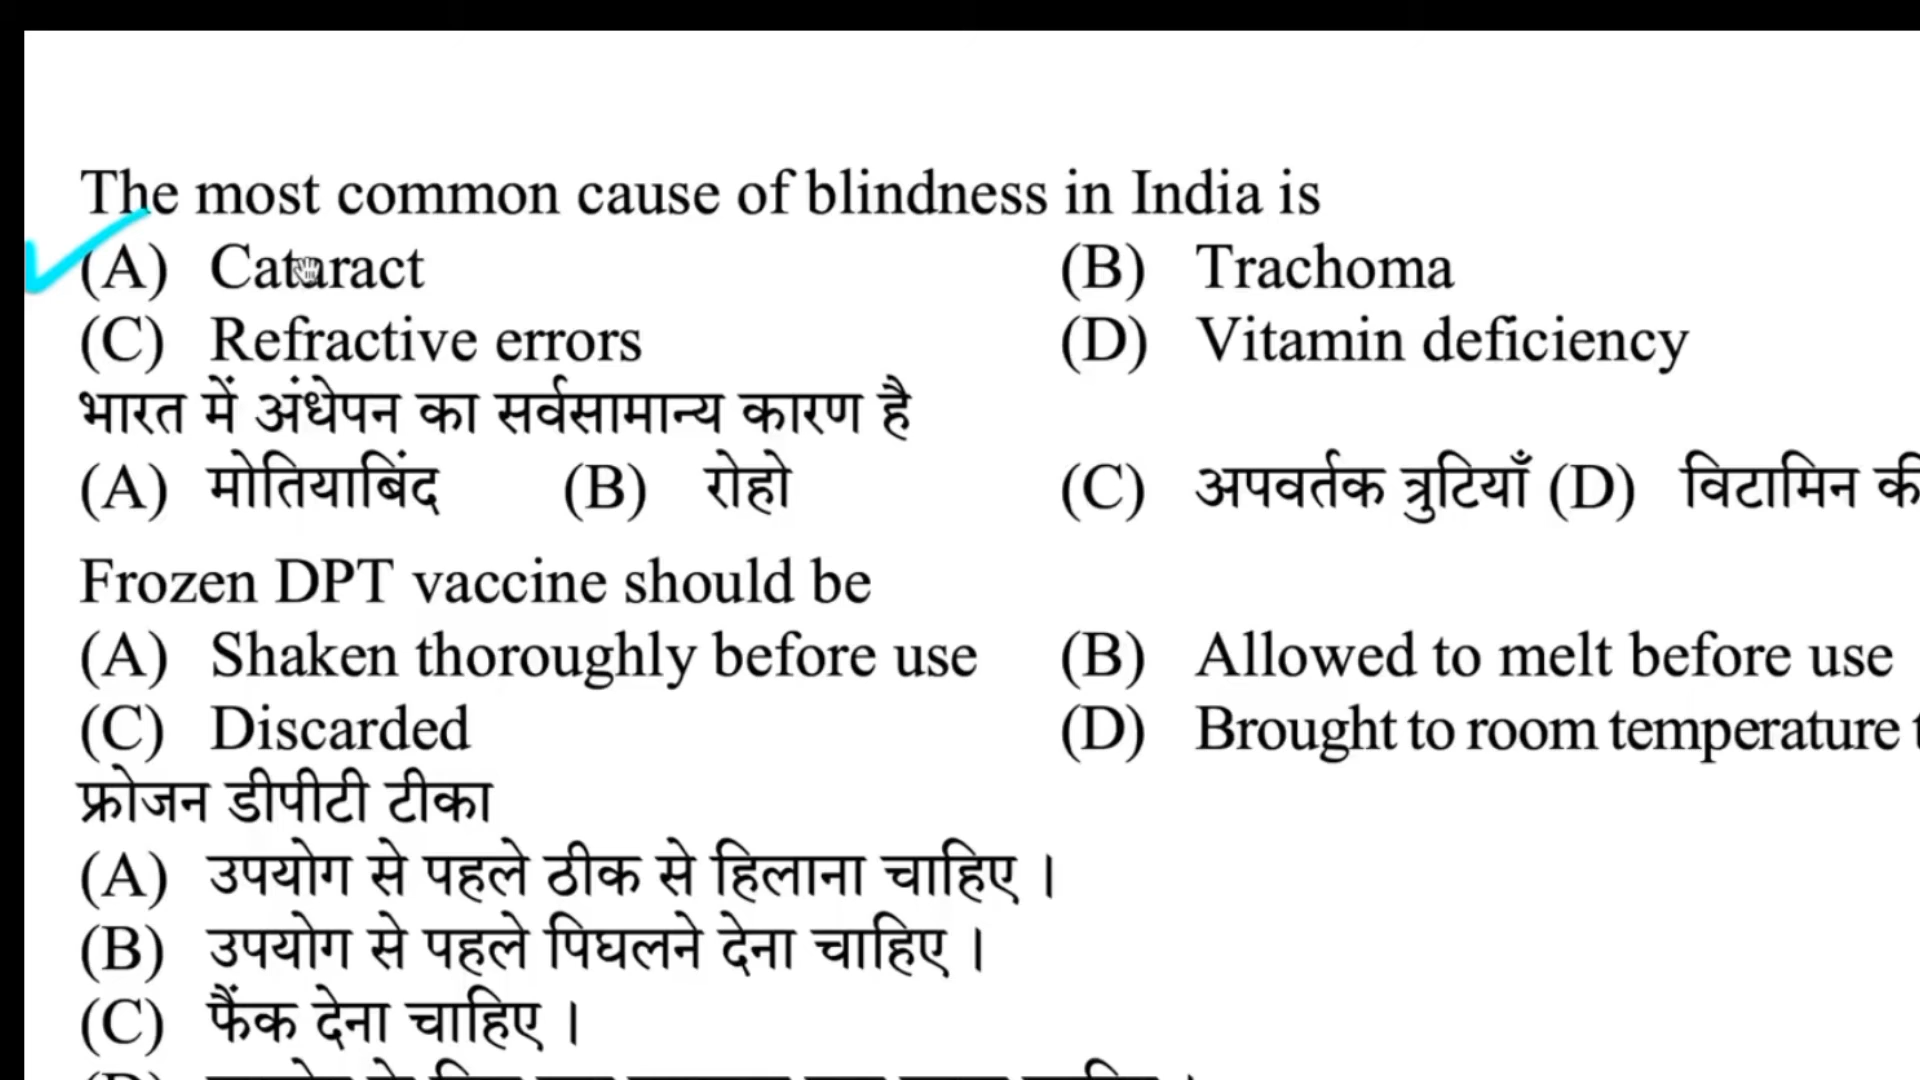 The most common cause of blindness in India is
(A) Cataract (B) Trachoma
(C) Refractive errors (D) Vitamin deficiency
भारत में अंधेपन का सर्वसामान्य कारण है
(A) मोतियाबिंद (B) रोहो (C) अपवर्तक त्रुटियाँ (D) विटामिन की
Frozen DPT vaccine should be
(A) Shaken thoroughly before use (B) Allowed to melt before use
(C) Discarded (D) Brought to room temperature
फ्रोजन डीपीटी टीका
(A) उपयोग से पहले ठीक से हिलाना चाहिए ।
(B) उपयोग से पहले पिघलने देना चाहिए ।
(C) फैंक देना चाहिए ।